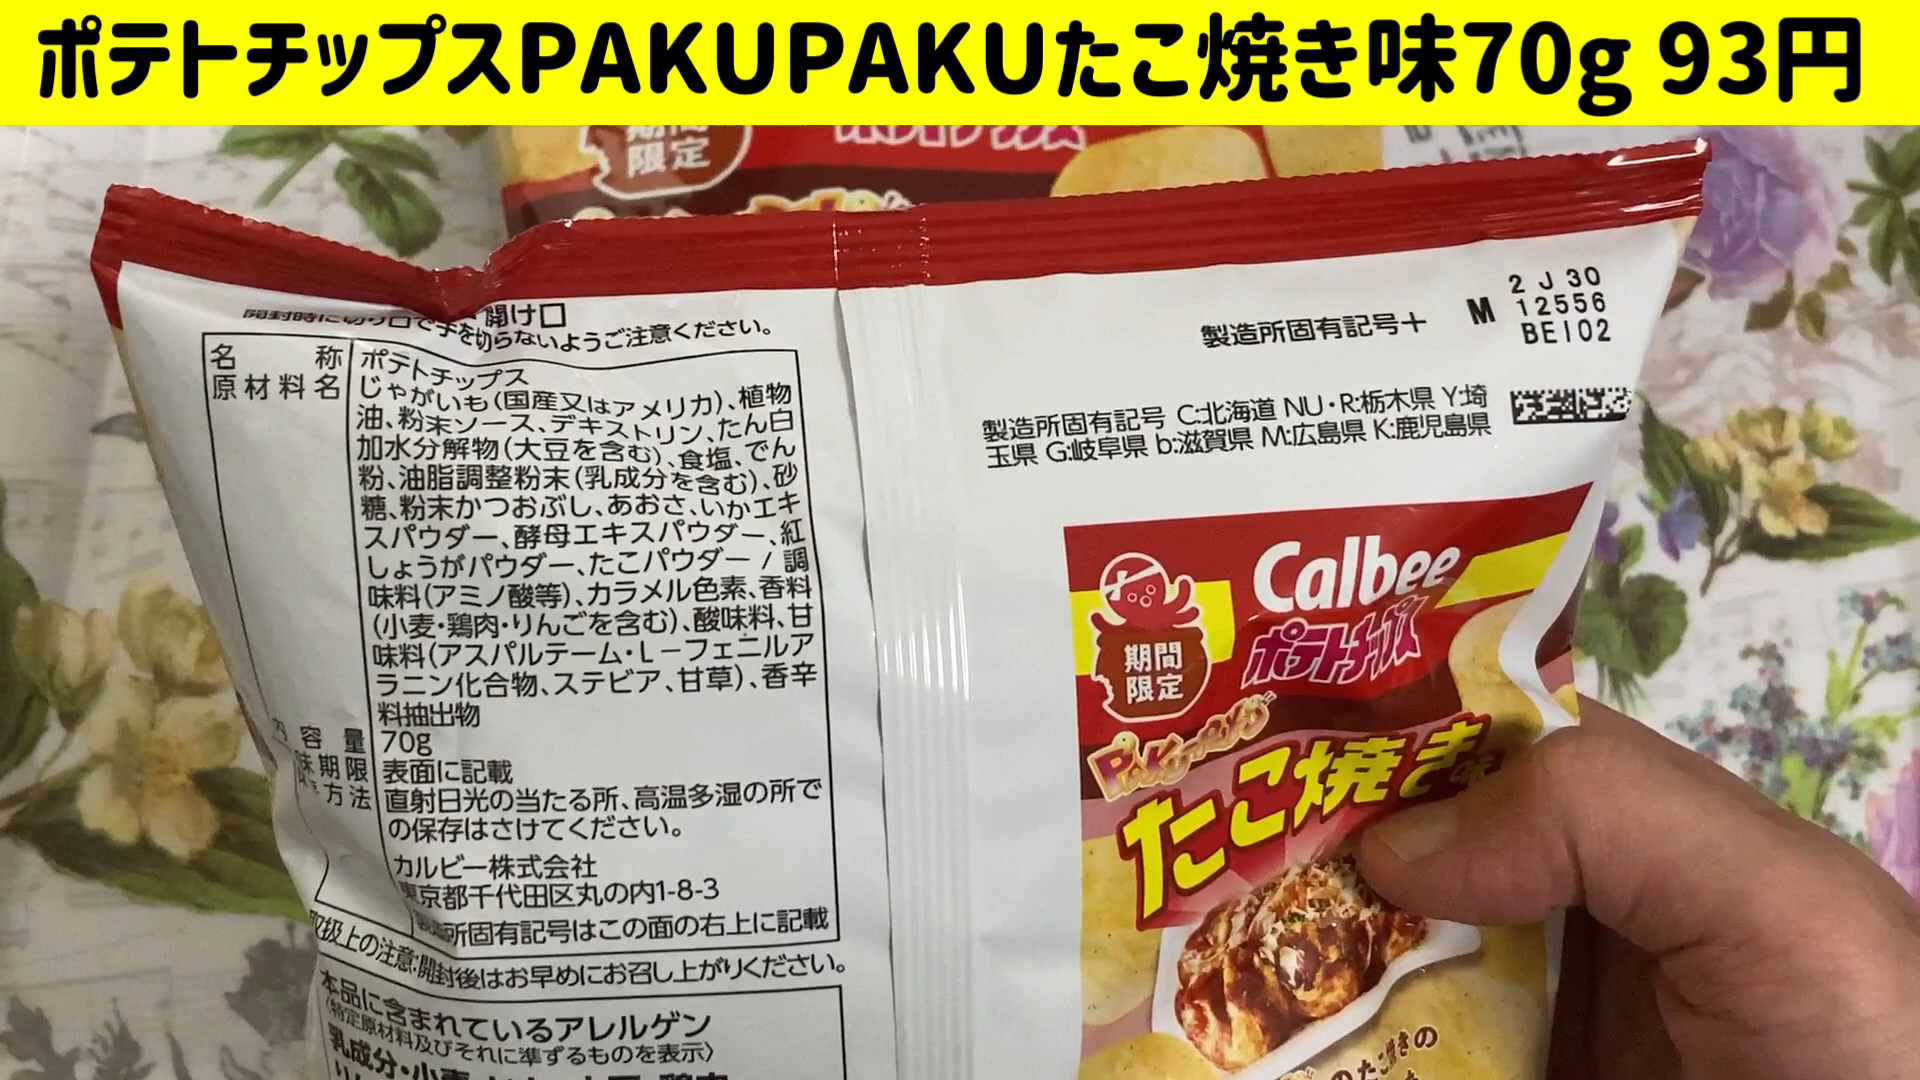 ポテトチップスPAKUPAKUたこ焼き味70g 93円
期間
限定
ポテトチップス
開け口
開封時に切り口で手を切らないようご注意ください。
名称 ポテトチップス
原材料名 じゃがいも(国産又はアメリカ)、植物
油、粉末ソース、デキストリン、たん白
加水分解物(大豆を含む)、食塩、でん
粉、油脂調整粉末(乳成分を含む)、砂
糖、粉末かつおぶし、あおさ、いかエキ
スパウダー、酵母エキスパウダー、紅
しょうがパウダー、たこパウダー / 調
味料(アミノ酸等)、カラメル色素、香料
(小麦・鶏肉・りんごを含む)、酸味料、甘
味料(アスパルテーム・L-フェニルア
ラニン化合物、ステビア、甘草)、香辛
料抽出物
内容量 70g
味期限 表面に記載
方法 直射日光の当たる所、高温多湿の所で
の保存はさけてください。
カルビー株式会社
東京都千代田区丸の内1-8-3
製造所固有記号はこの面の右上に記載
取扱上の注意:開封後はお早めにお召し上がりください。
本品に含まれているアレルゲン
(特定原材料及びそれに準ずるものを表示)
乳成分・小麦
製造所固有記号+ M
2 J 30
12556
BE102
製造所固有記号 C:北海道 NU・R:栃木県 Y:埼
玉県 G:岐阜県 b:滋賀県 M:広島県 K:鹿児島県
期間
限定
Calbee
ポテトチップス
PAKUPAKU
たこ焼き味
のたこ焼きの